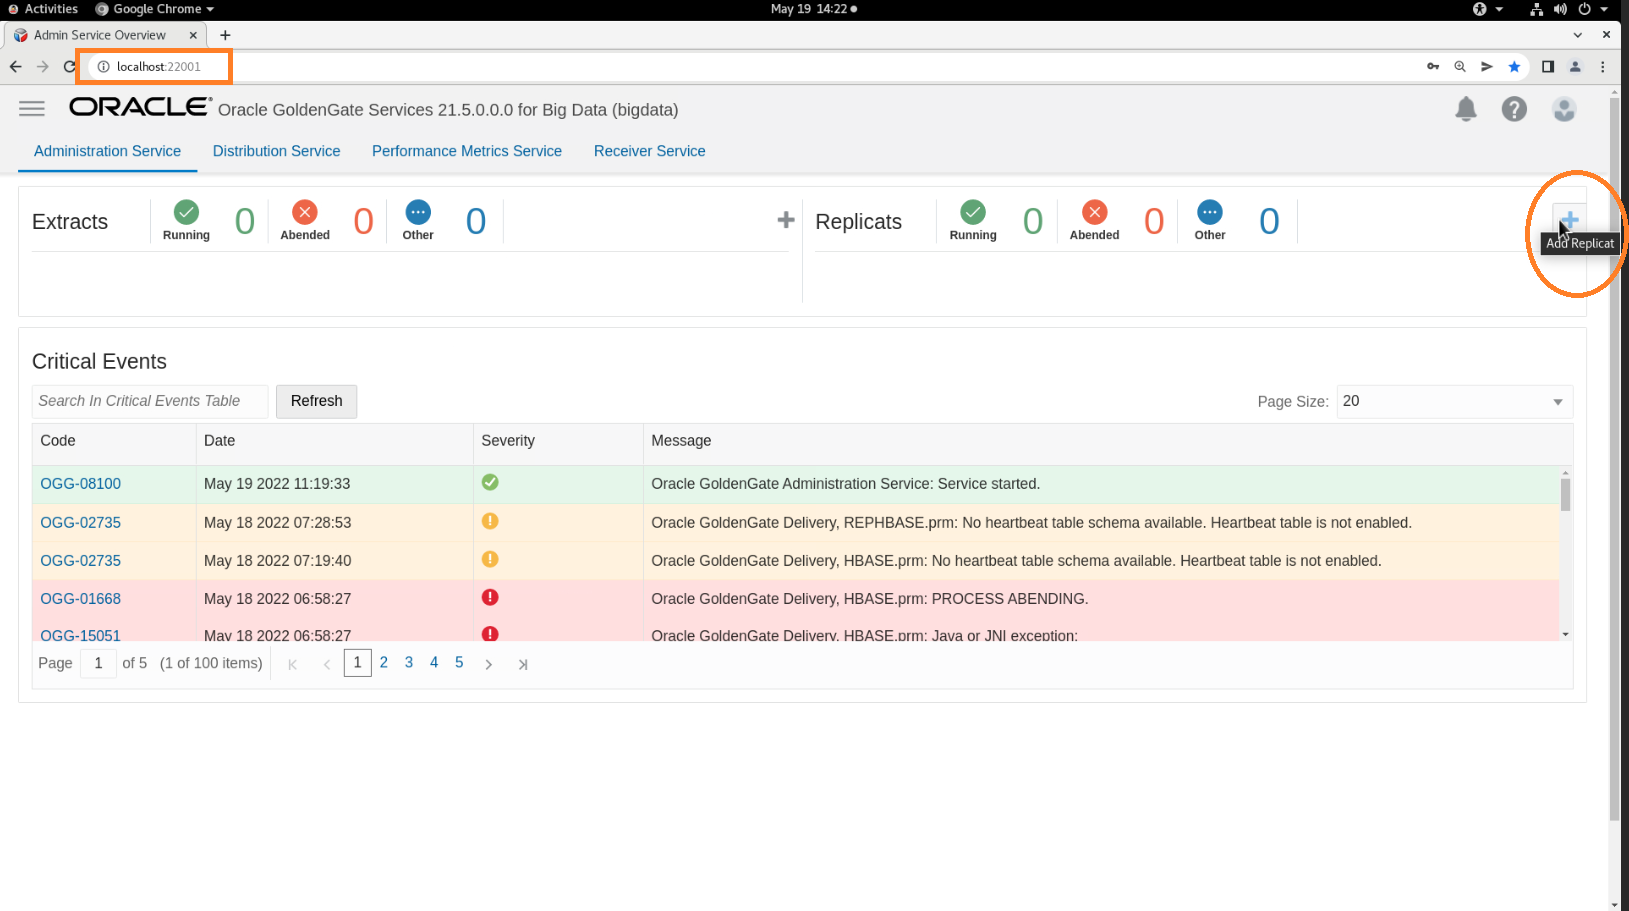 Activities Google Chrome May 19 14:22
Admin Service Overview
localhost:22001
ORACLE Oracle GoldenGate Services 21.5.0.0.0 for Big Data (bigdata)
Administration Service Distribution Service Performance Metrics Service Receiver Service
Extracts Running 0 Abended 0 Other 0 Replicats Running 0 Abended 0 Other 0
Add Replicat
Critical Events
Search In Critical Events Table Refresh Page Size: 20
Code Date Severity Message
OGG-08100 May 19 2022 11:19:33 Oracle GoldenGate Administration Service: Service started.
OGG-02735 May 18 2022 07:28:53 Oracle GoldenGate Delivery, REPHBASE.prm: No heartbeat table schema available. Heartbeat table is not enabled.
OGG-02735 May 18 2022 07:19:40 Oracle GoldenGate Delivery, HBASE.prm: No heartbeat table schema available. Heartbeat table is not enabled.
OGG-01668 May 18 2022 06:58:27 Oracle GoldenGate Delivery, HBASE.prm: PROCESS ABENDING.
OGG-15051 May 18 2022 06:58:27 Oracle GoldenGate Delivery, HBASE.prm: Java or JNI exception:
Page 1 of 5 (1 of 100 items) 1 2 3 4 5